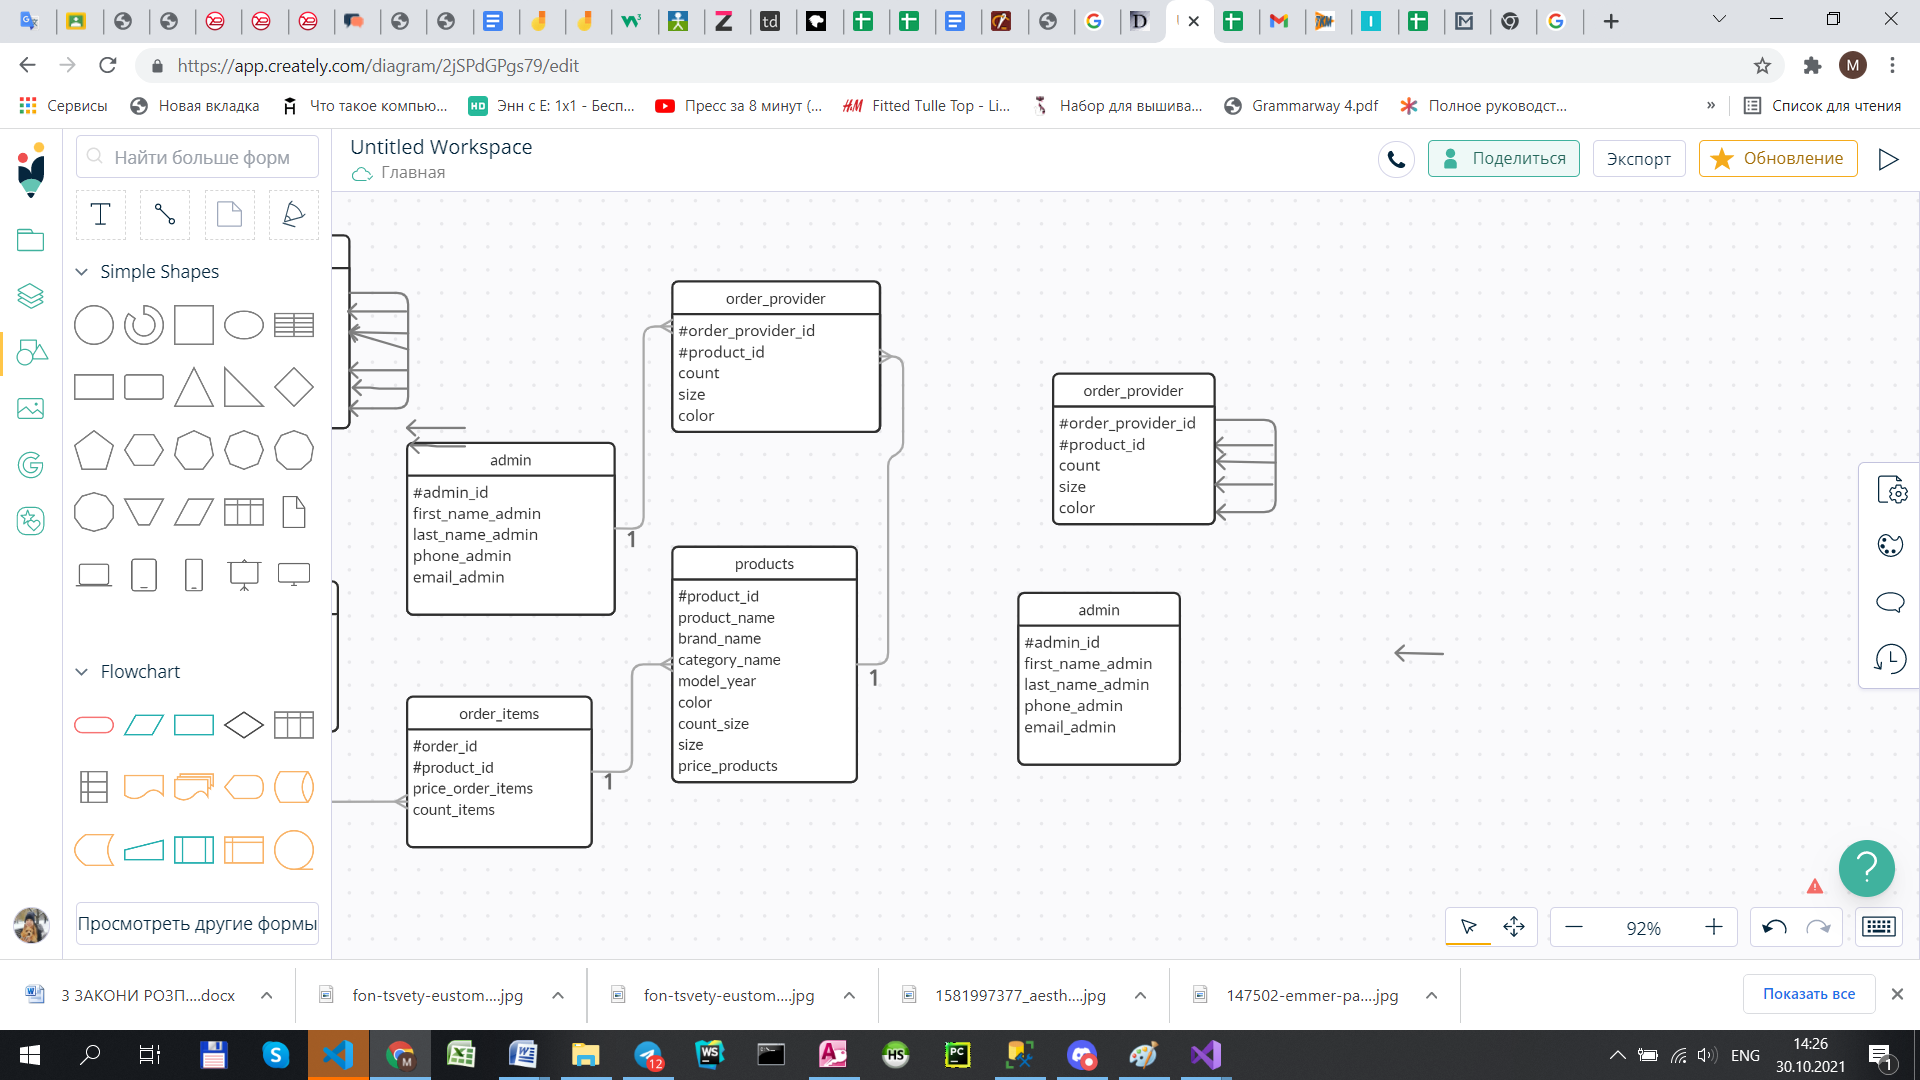 https://app.creately.com/diagram/2jSPdGPgs79/edit
M
Сервисы
Новая вкладка
Что такое компью...
Энн с Е: 1x1 - Бесп...
Пресс за 8 минут (...
Fitted Tulle Top - Li...
Набор для вышива...
Grammarway 4.pdf
Полное руководст...
»
Список для чтения
Найти больше форм
Untitled Workspace
Главная
Поделиться
Экспорт
Обновление
Simple Shapes
Flowchart
Просмотреть другие формы
order_provider
#order_provider_id
#product_id
count
size
color
admin
#admin_id
first_name_admin
last_name_admin
phone_admin
email_admin
1
products
#product_id
product_name
brand_name
category_name
model_year
color
count_size
size
price_products
1
order_items
#order_id
#product_id
price_order_items
count_items
1
order_provider
#order_provider_id
#product_id
count
size
color
admin
#admin_id
first_name_admin
last_name_admin
phone_admin
email_admin
?
92%
3 ЗАКОНИ РОЗП....docx
fon-tsvety-eustom....jpg
fon-tsvety-eustom....jpg
1581997377_aesth....jpg
147502-emmer-pa....jpg
Показать все
12
ENG
14:26
30.10.2021
1